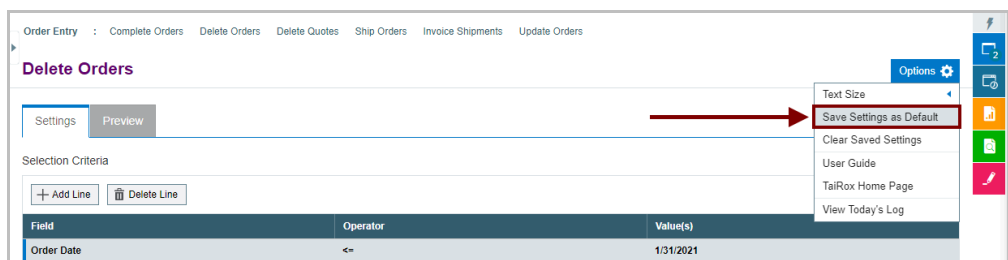 Order Entry : Complete Orders Delete Orders Delete Quotes Ship Orders Invoice Shipments Update Orders
Delete Orders
Options
Text Size
Save Settings as Default
Clear Saved Settings
User Guide
TaiRox Home Page
View Today's Log
Settings Preview
Selection Criteria
Add Line Delete Line
Field Operator Value(s)
Order Date <= 1/31/2021
2